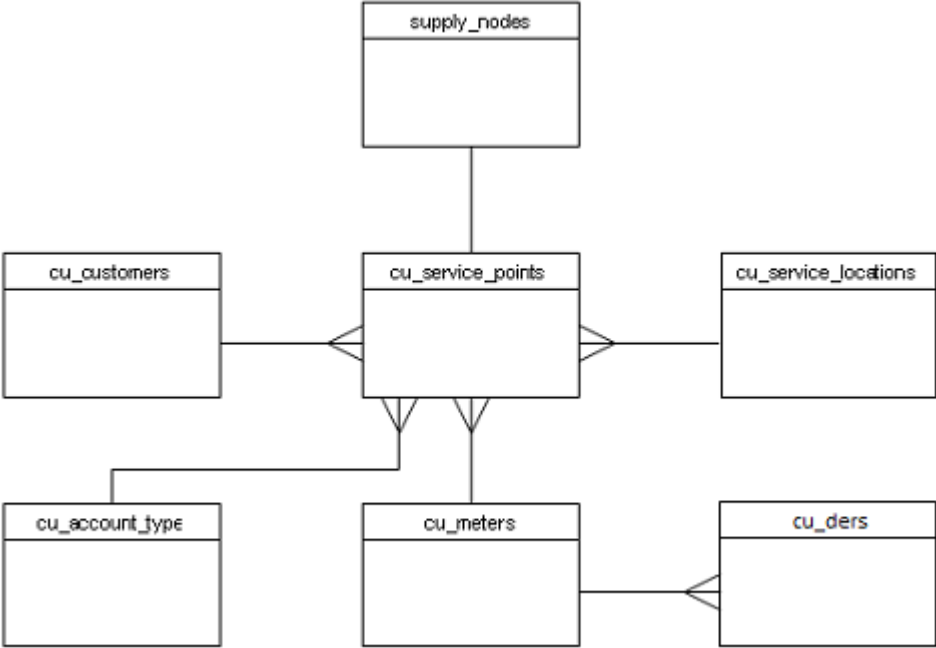 supply_nodes
cu_customers
cu_service_points
cu_service_locations
cu_account_type
cu_meters
cu_ders